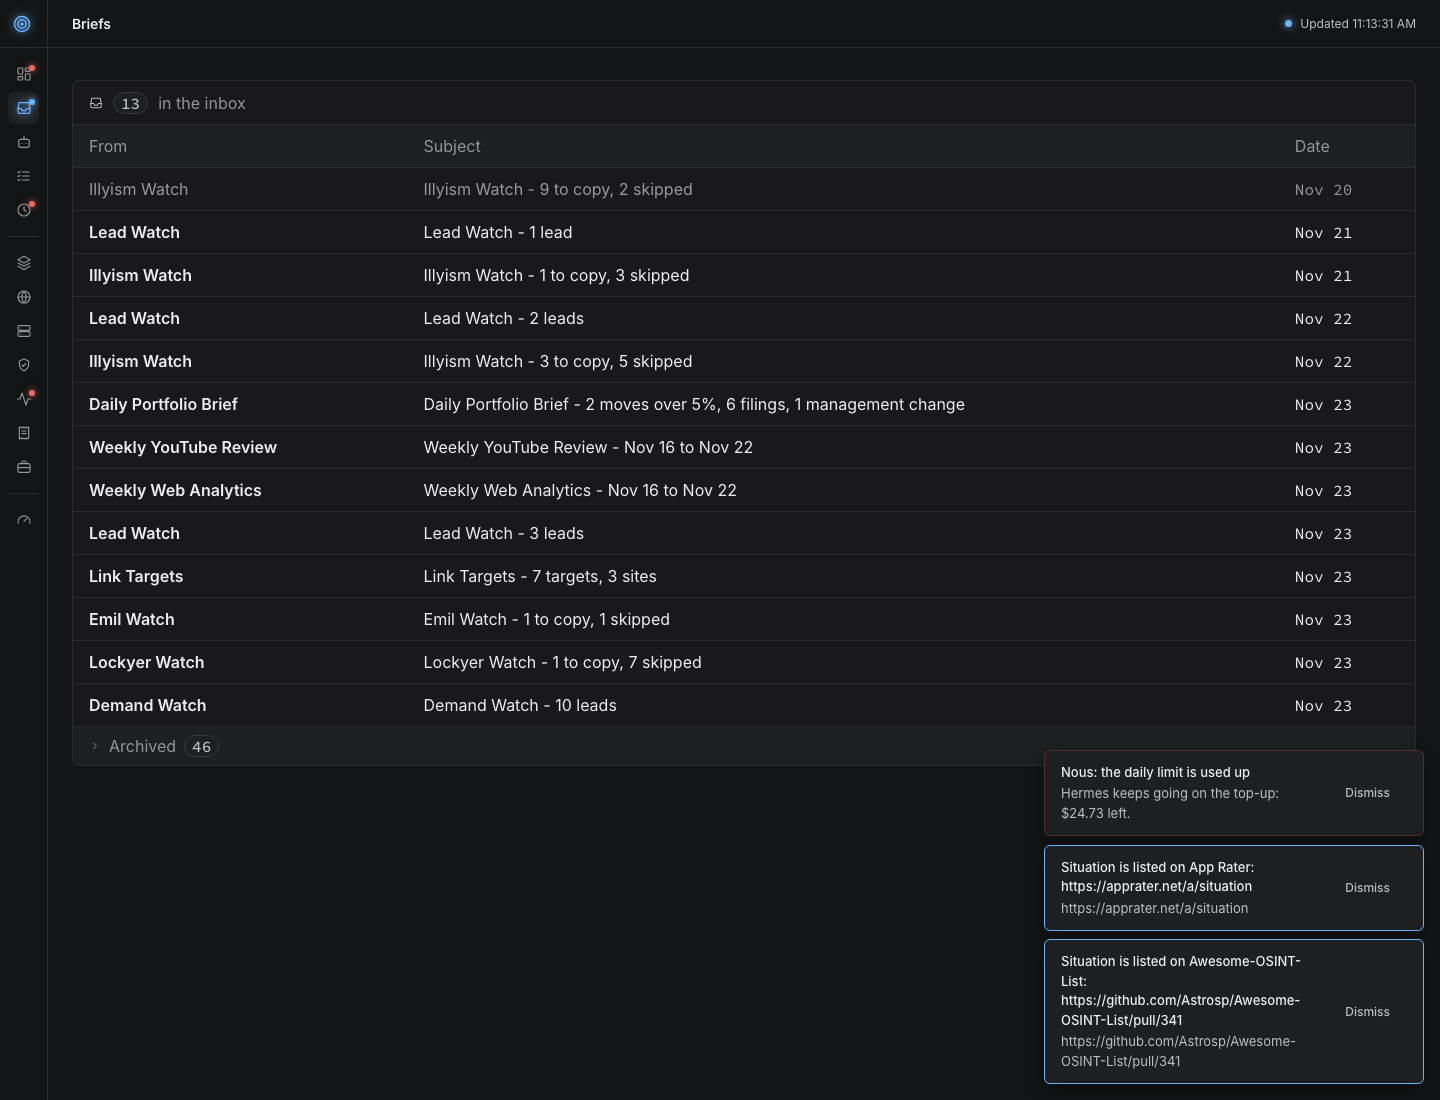 Briefs
Updated 11:13:31 AM
13 in the inbox
From Subject Date
Illyism Watch Illyism Watch - 9 to copy, 2 skipped Nov 20
Lead Watch Lead Watch - 1 lead Nov 21
Illyism Watch Illyism Watch - 1 to copy, 3 skipped Nov 21
Lead Watch Lead Watch - 2 leads Nov 22
Illyism Watch Illyism Watch - 3 to copy, 5 skipped Nov 22
Daily Portfolio Brief Daily Portfolio Brief - 2 moves over 5%, 6 filings, 1 management change Nov 23
Weekly YouTube Review Weekly YouTube Review - Nov 16 to Nov 22 Nov 23
Weekly Web Analytics Weekly Web Analytics - Nov 16 to Nov 22 Nov 23
Lead Watch Lead Watch - 3 leads Nov 23
Link Targets Link Targets - 7 targets, 3 sites Nov 23
Emil Watch Emil Watch - 1 to copy, 1 skipped Nov 23
Lockyer Watch Lockyer Watch - 1 to copy, 7 skipped Nov 23
Demand Watch Demand Watch - 10 leads Nov 23
Archived 46
Nous: the daily limit is used up
Hermes keeps going on the top-up:
$24.73 left.
Dismiss
Situation is listed on App Rater:
https://apprater.net/a/situation
https://apprater.net/a/situation
Dismiss
Situation is listed on Awesome-OSINT-
List:
https://github.com/Astrosp/Awesome-
OSINT-List/pull/341
https://github.com/Astrosp/Awesome-
OSINT-List/pull/341
Dismiss